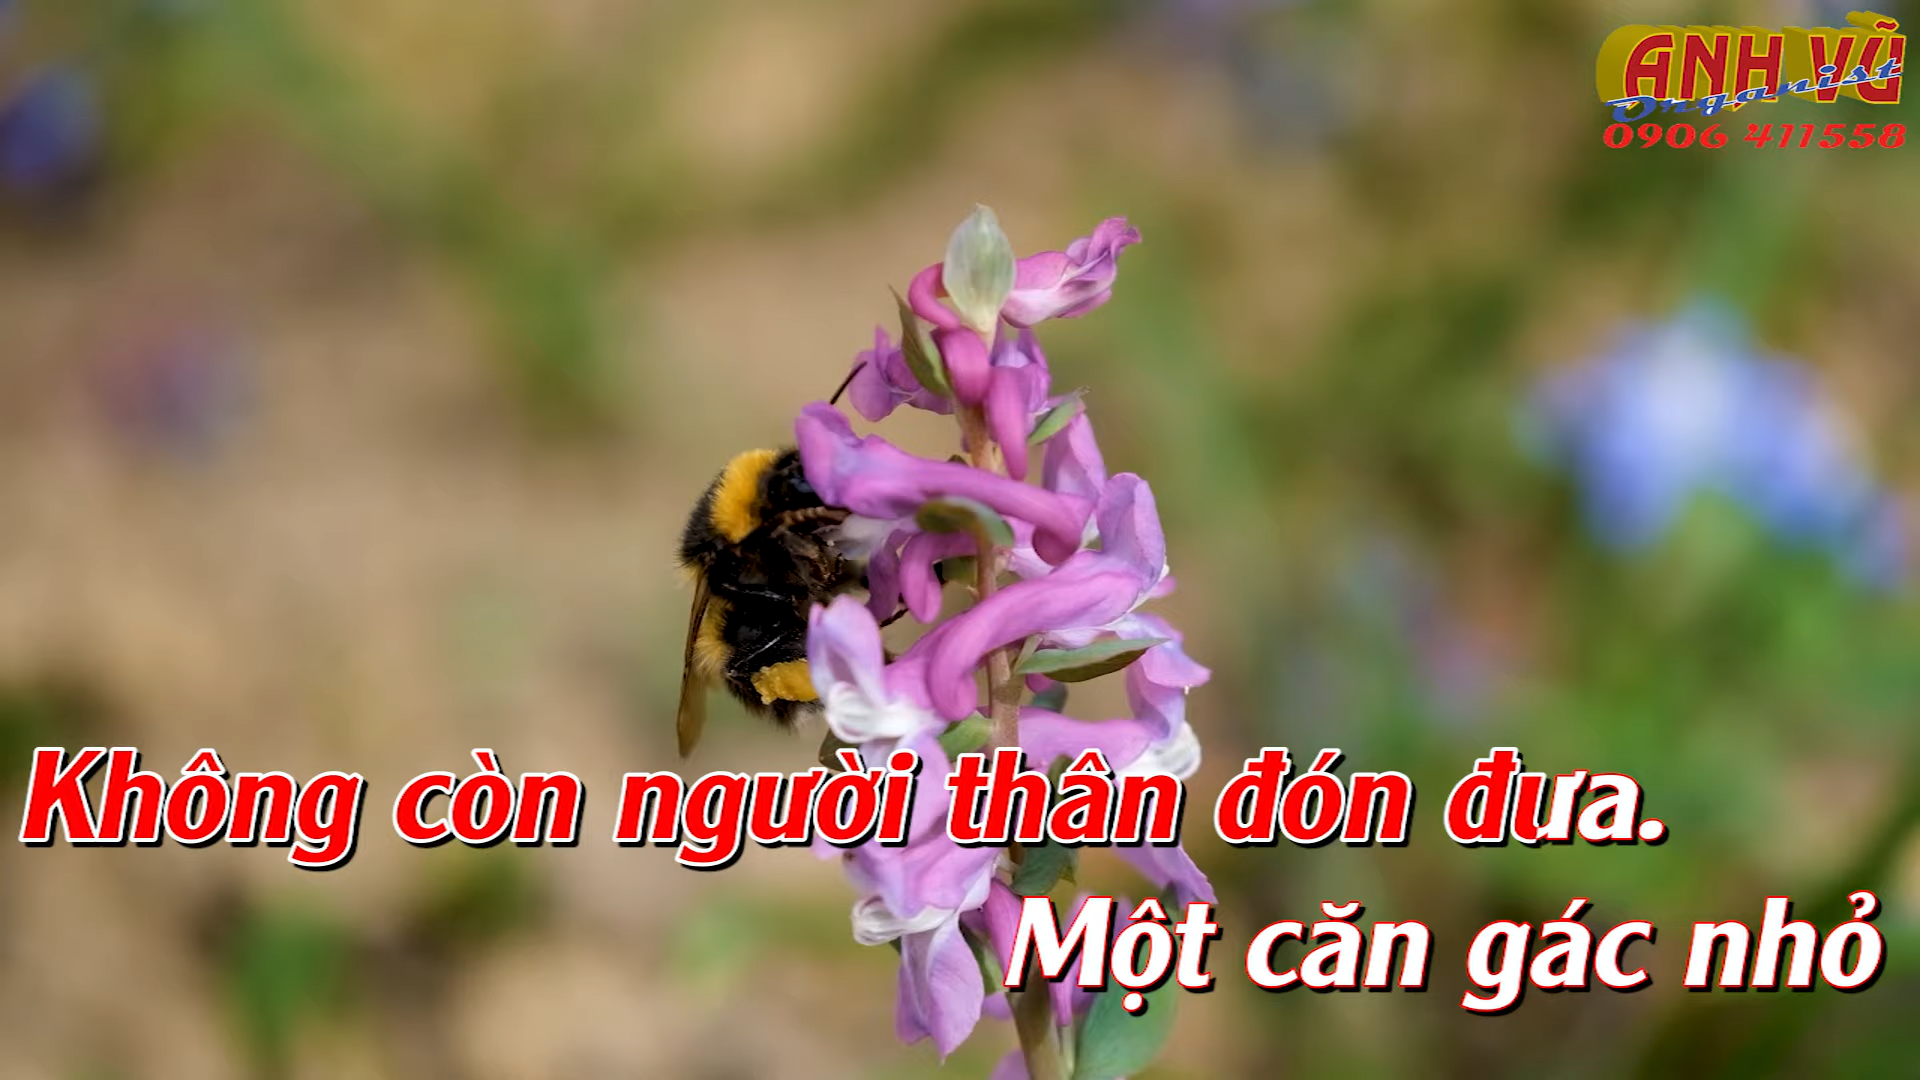 ANH VŨ
Organist
0906 411558
Không còn người thân đón đưa.
Một căn gác nhỏ